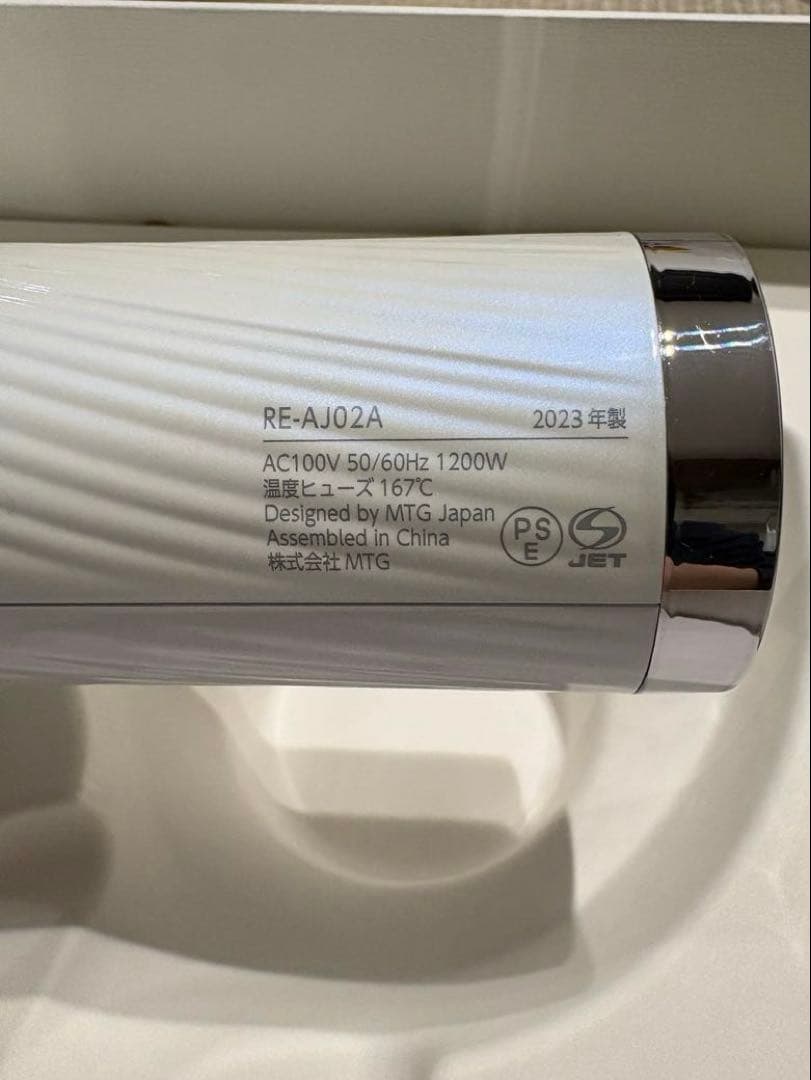 RE-AJ02A 2023年製
AC100V 50/60Hz 1200W
温度ヒューズ 167℃
Designed by MTG Japan
Assembled in China
株式会社 MTG
PS
E
JET